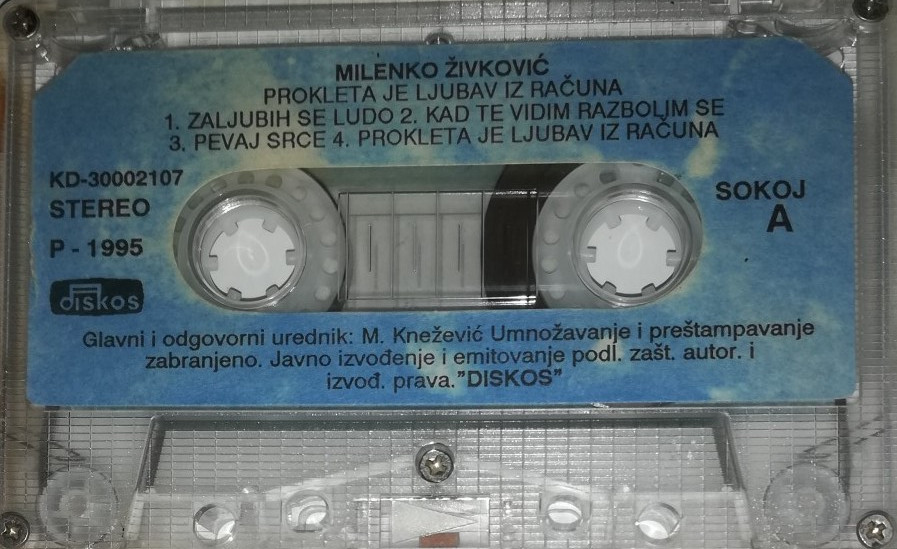 MILENKO ŽIVKOVIĆ
PROKLETA JE LJUBAV IZ RAČUNA
1. ZALJUBIH SE LUDO 2. KAD TE VIDIM RAZBOLIM SE
3. PEVAJ SRCE 4. PROKLETA JE LJUBAV IZ RAČUNA
KD-30002107
STEREO
P - 1995
diskos
SOKOJ
A
Glavni i odgovorni urednik: M. Knežević Umnožavanje i preštampavanje
zabranjeno. Javno izvođenje i emitovanje podl. zašt. autor. i
izvođ. prava."DISKOS"